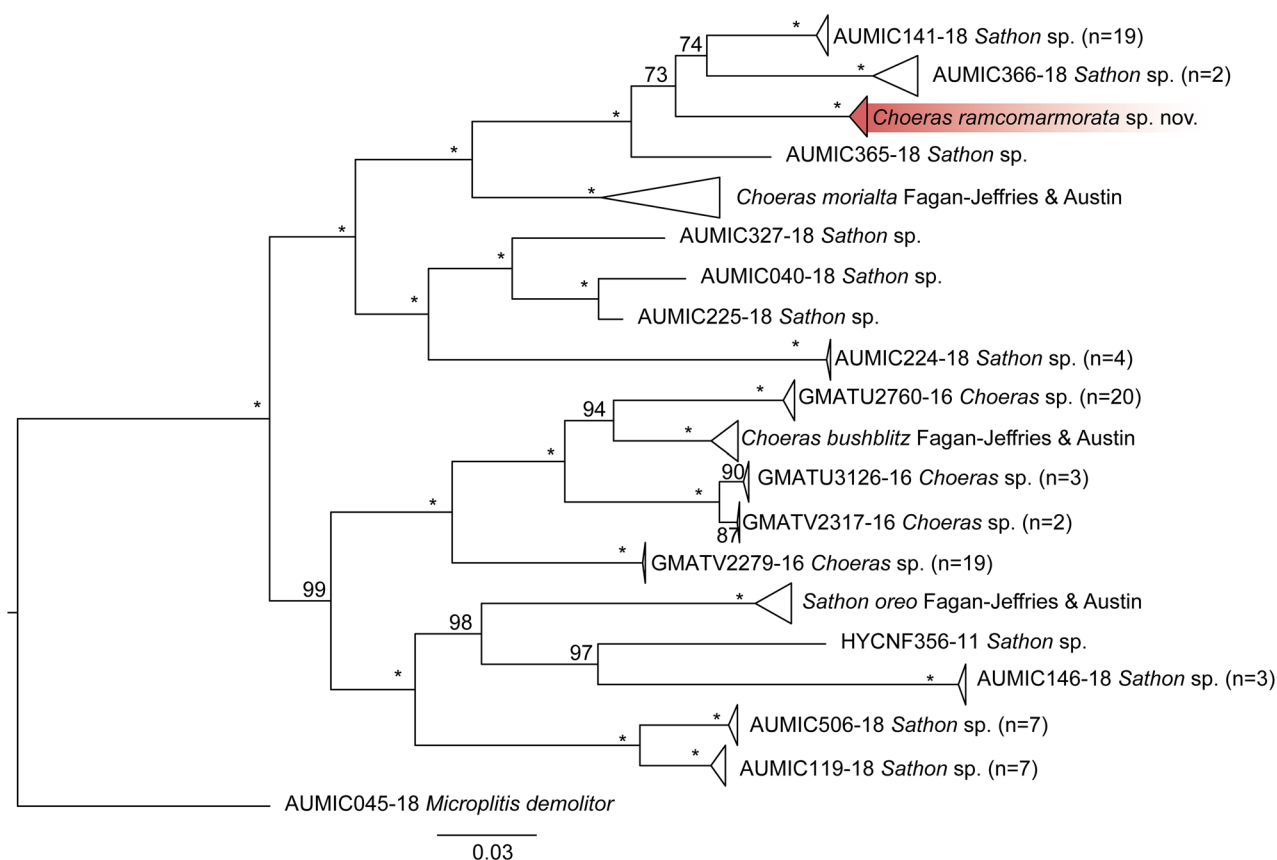 *
AUMIC141-18 Sathon sp. (n=19)
74
*
AUMIC366-18 Sathon sp. (n=2)
73
*
Choeras ramcomarmorata sp. nov.
*
AUMIC365-18 Sathon sp.
*
*
Choeras morialta Fagan-Jeffries & Austin
*
AUMIC327-18 Sathon sp.
*
*
AUMIC040-18 Sathon sp.
*
AUMIC225-18 Sathon sp.
*
AUMIC224-18 Sathon sp. (n=4)
*
*
GMATU2760-16 Choeras sp. (n=20)
94
*
Choeras bushblitz Fagan-Jeffries & Austin
*
90
GMATU3126-16 Choeras sp. (n=3)
*
*
GMATV2317-16 Choeras sp. (n=2)
87
*
GMATV2279-16 Choeras sp. (n=19)
99
*
Sathon oreo Fagan-Jeffries & Austin
98
HYCNF356-11 Sathon sp.
97
*
*
AUMIC146-18 Sathon sp. (n=3)
*
AUMIC506-18 Sathon sp. (n=7)
*
*
AUMIC119-18 Sathon sp. (n=7)
AUMIC045-18 Microplitis demolitor
0.03